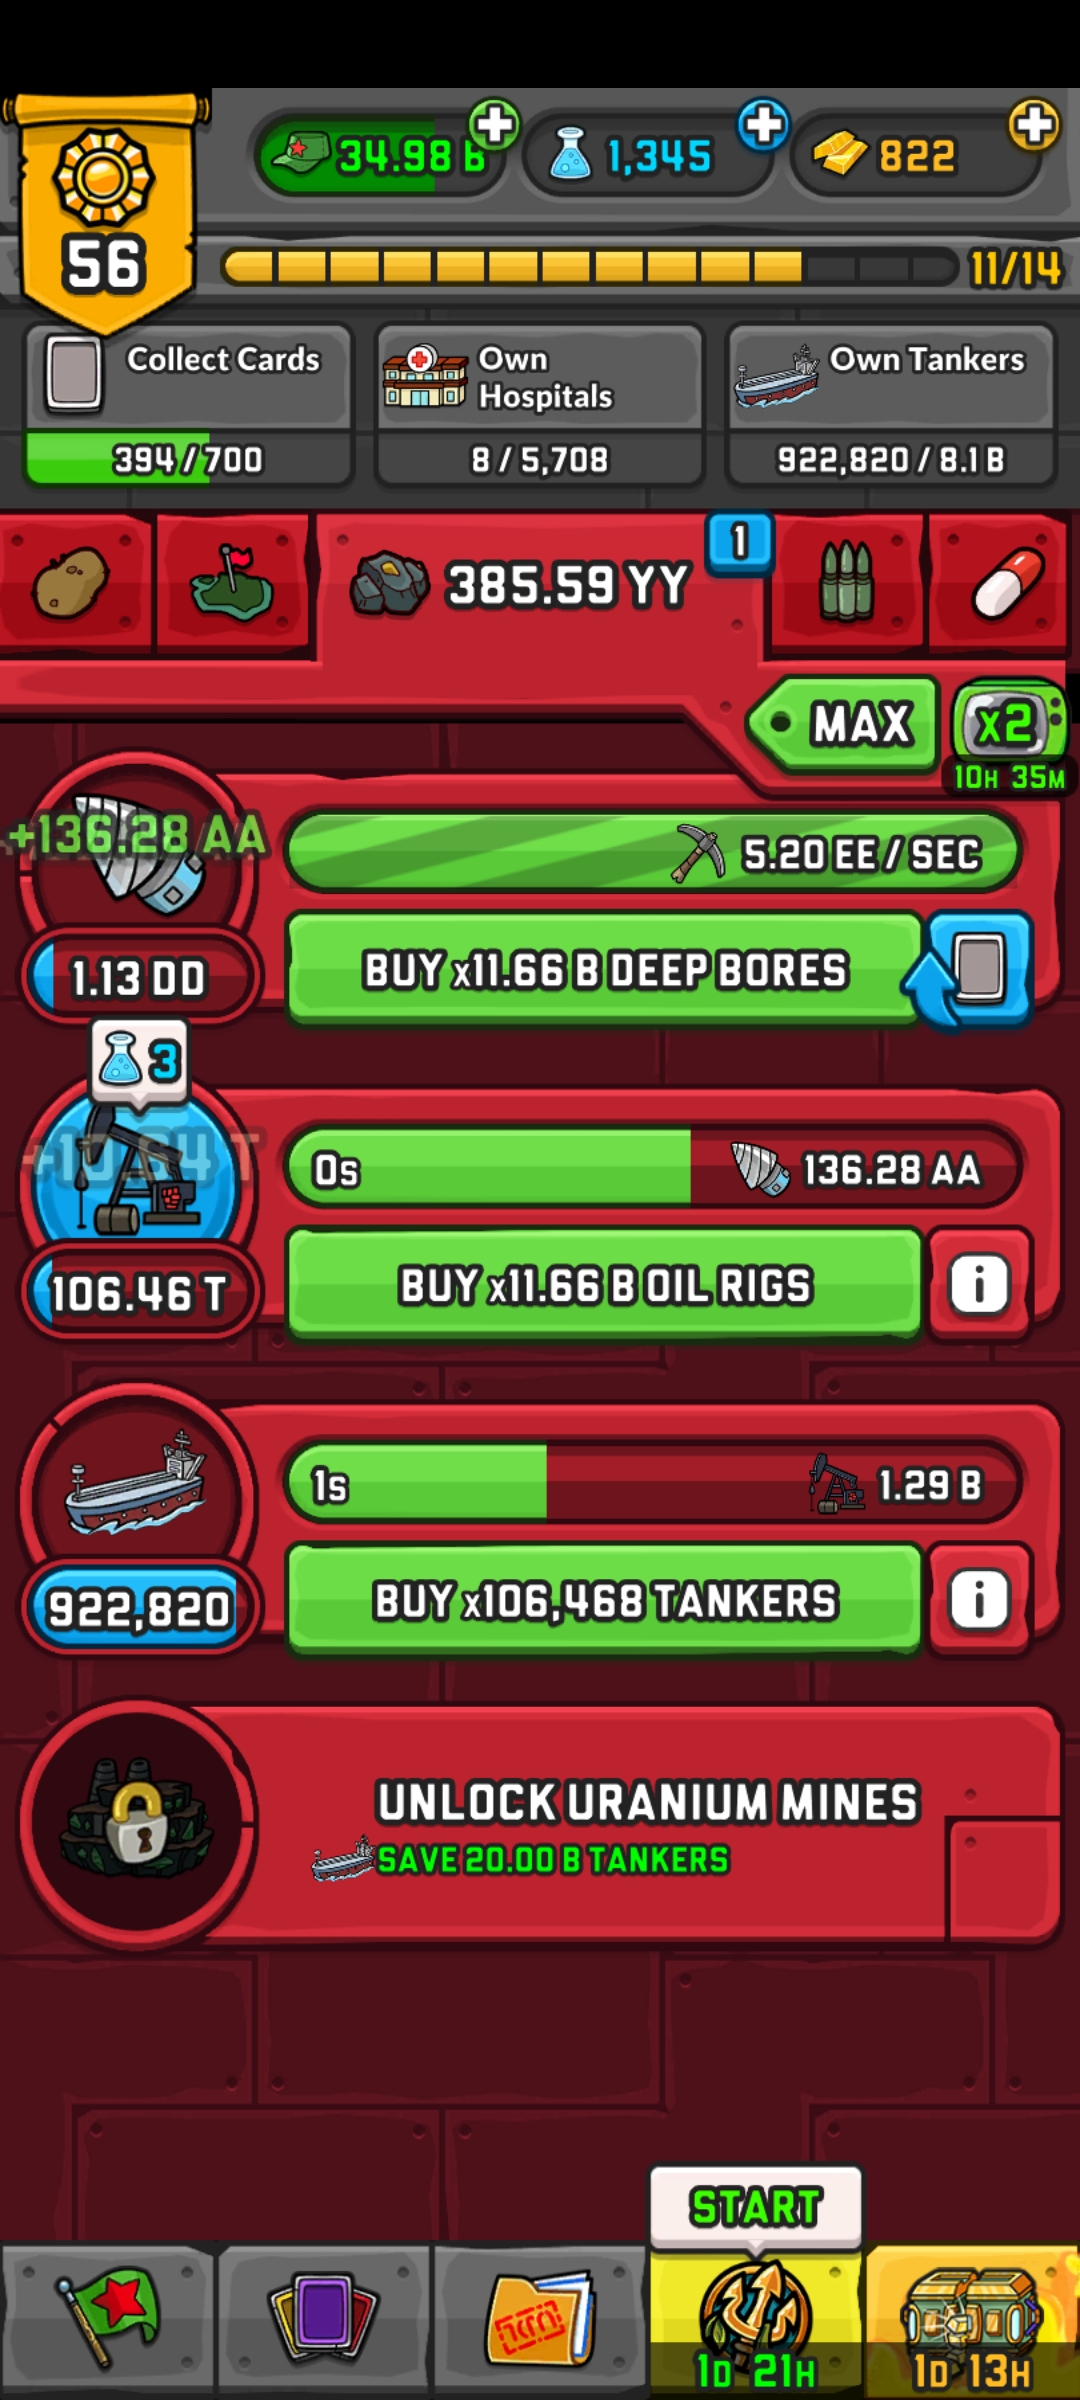 56
34.98 B
1,345
822
11/14
Collect Cards
394/700
Own
Hospitals
8/5,708
Own Tankers
922,820/8.1 B
385.59 YY
1
MAX
x2
10H 35M
+136.28 AA
5.20 EE/SEC
1.13 DD
BUY x11.66 B DEEP BORES
3
+10.64 T
0s
136.28 AA
106.46 T
BUY x11.66 B OIL RIGS
i
1s
1.29 B
922,820
BUY x106,468 TANKERS
i
UNLOCK URANIUM MINES
SAVE 20.00 B TANKERS
START
1D 21H
1D 13H